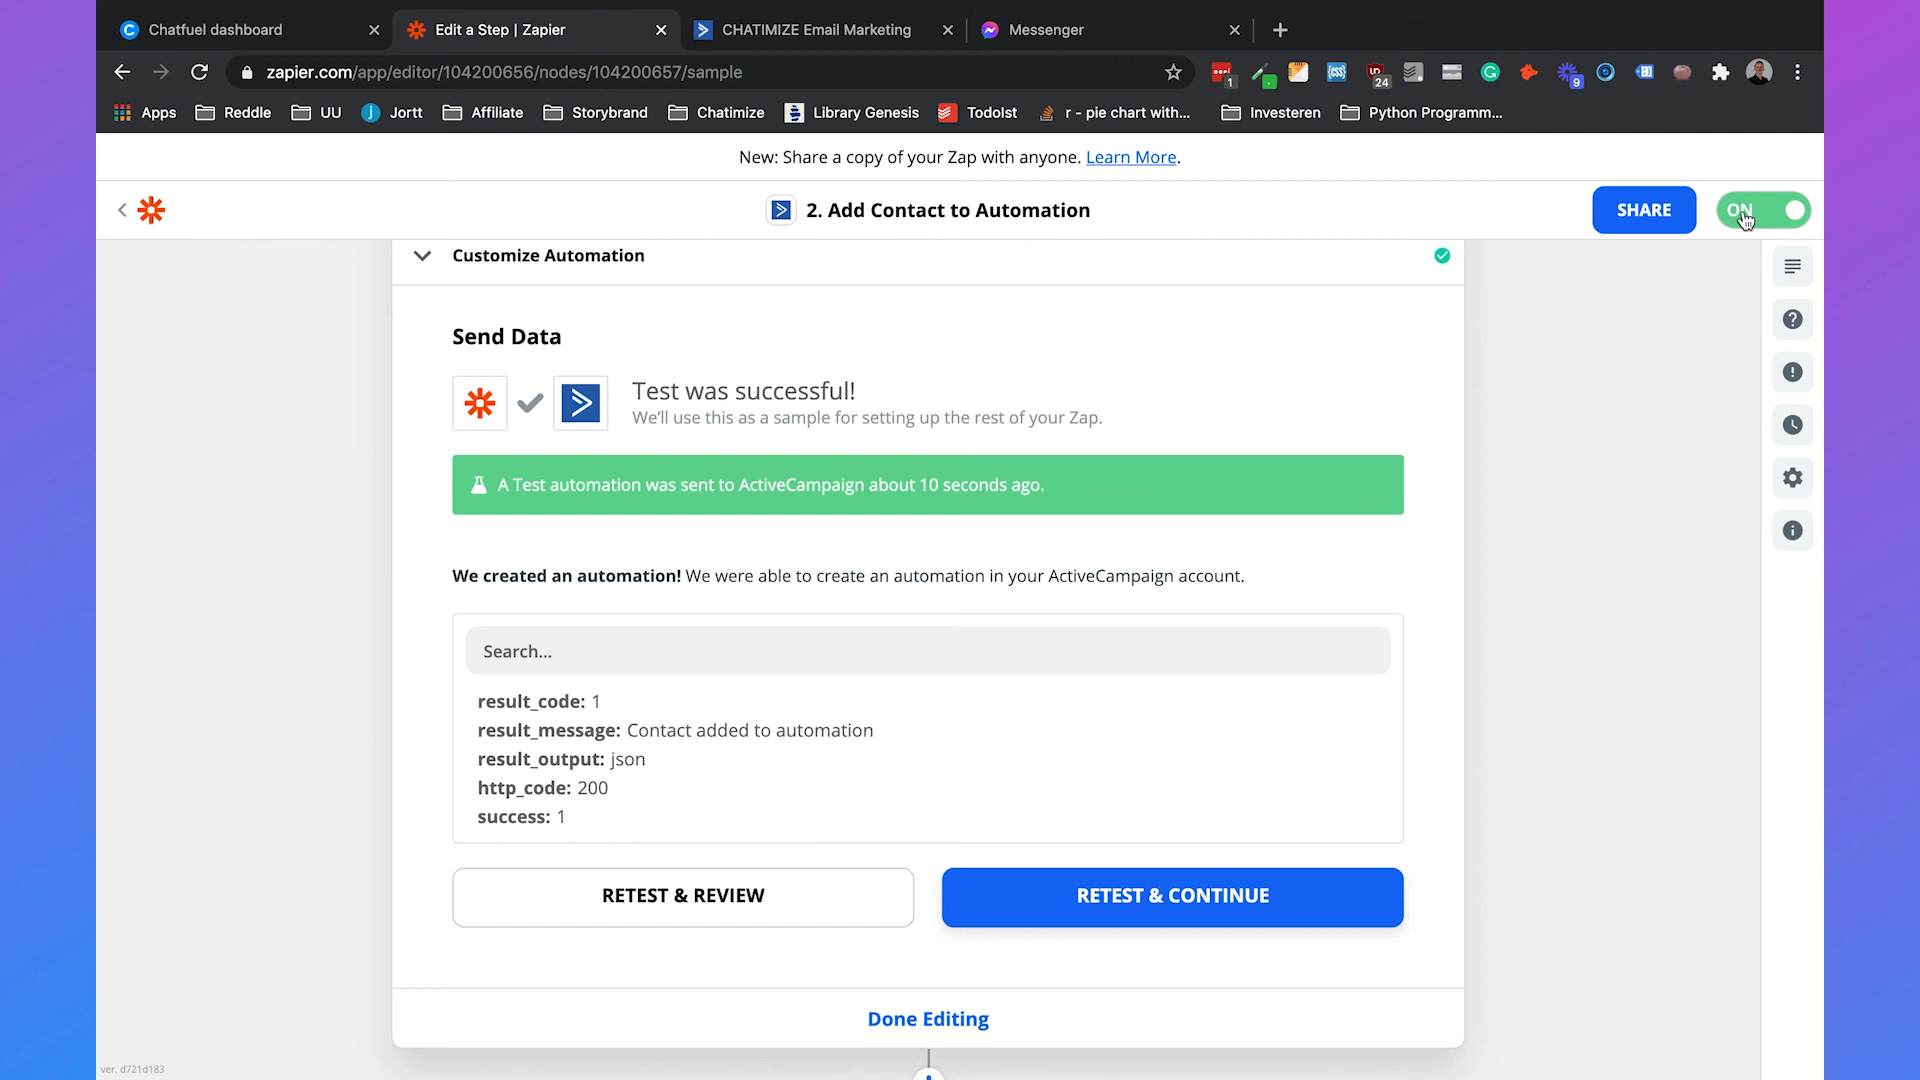 Chatfuel dashboard
Edit a Step | Zapier
CHATIMIZE Email Marketing
Messenger
zapier.com/app/editor/104200656/nodes/104200657/sample
1
24
9
Apps
Reddle
UU
Jortt
Affiliate
Storybrand
Chatimize
Library Genesis
TodoIst
r - pie chart with...
Investeren
Python Programm...
New: Share a copy of your Zap with anyone. Learn More.
2. Add Contact to Automation
SHARE
ON
Customize Automation
Send Data
Test was successful!
We'll use this as a sample for setting up the rest of your Zap.
A Test automation was sent to ActiveCampaign about 10 seconds ago.
We created an automation! We were able to create an automation in your ActiveCampaign account.
Search...
result_code: 1
result_message: Contact added to automation
result_output: json
http_code: 200
success: 1
RETEST & REVIEW
RETEST & CONTINUE
Done Editing
ver. d721d183